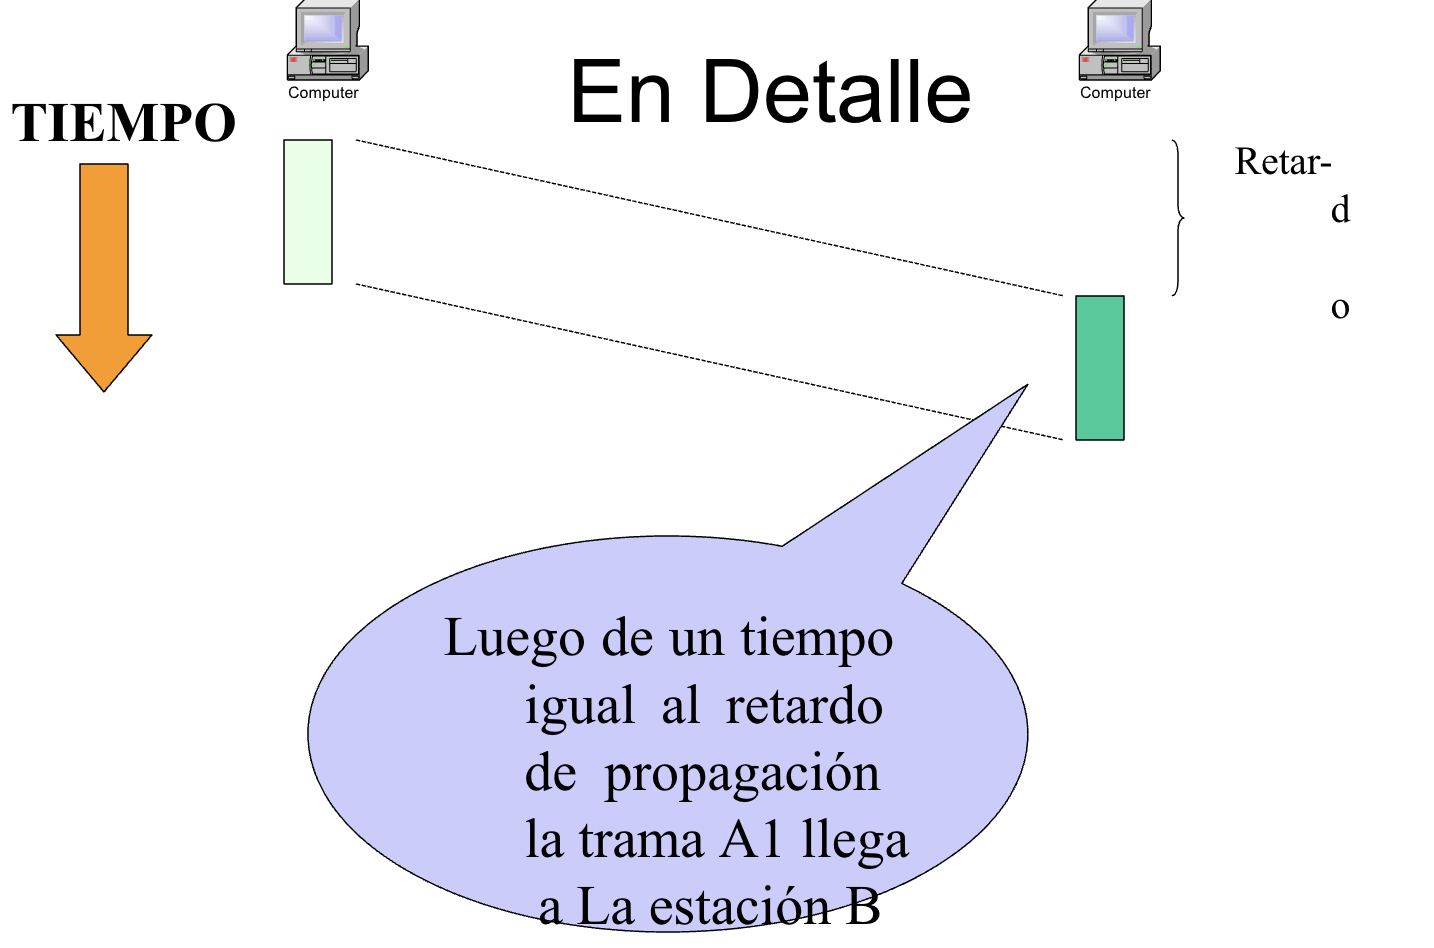 Computer
Computer
En Detalle
TIEMPO
Retar-
d
o
Luego de un tiempo
igual al retardo
de propagación
la trama A1 llega
a La estación B